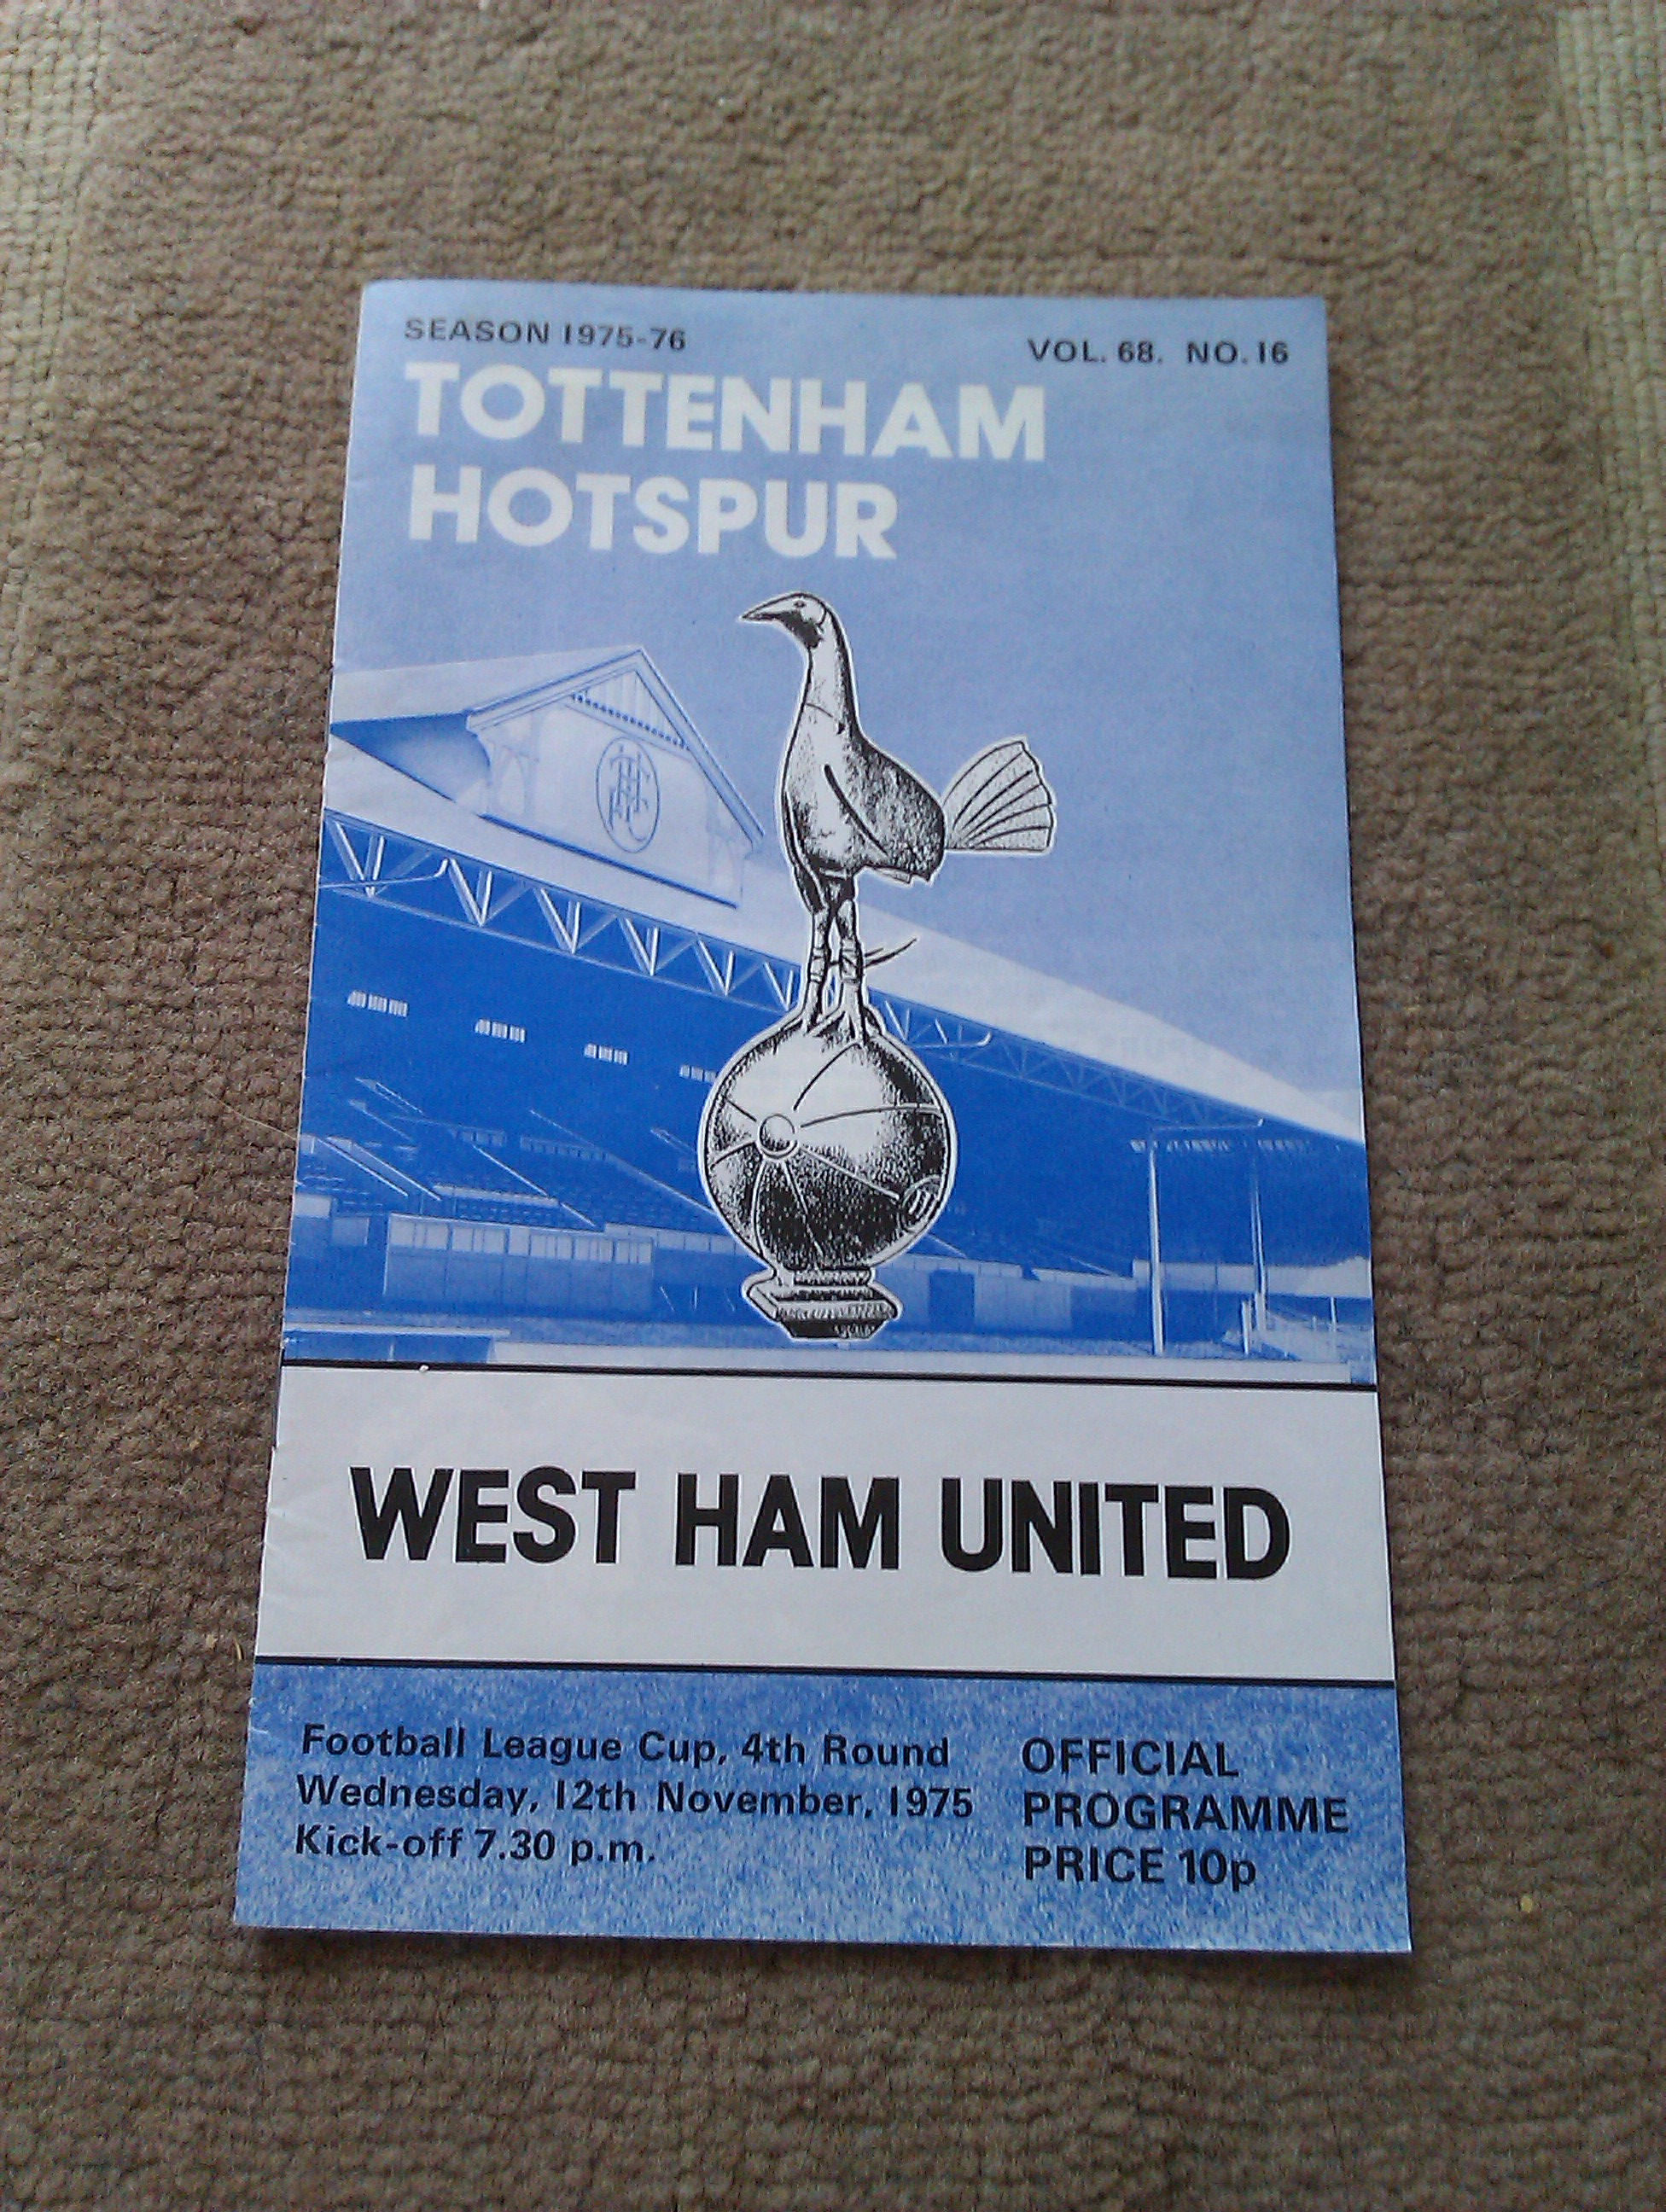 SEASON 1975-76
VOL. 68. NO. 16
TOTTENHAM
HOTSPUR
WEST HAM UNITED
Football League Cup, 4th Round
Wednesday, 12th November, 1975
Kick-off 7.30 p.m.
OFFICIAL
PROGRAMME
PRICE 10p